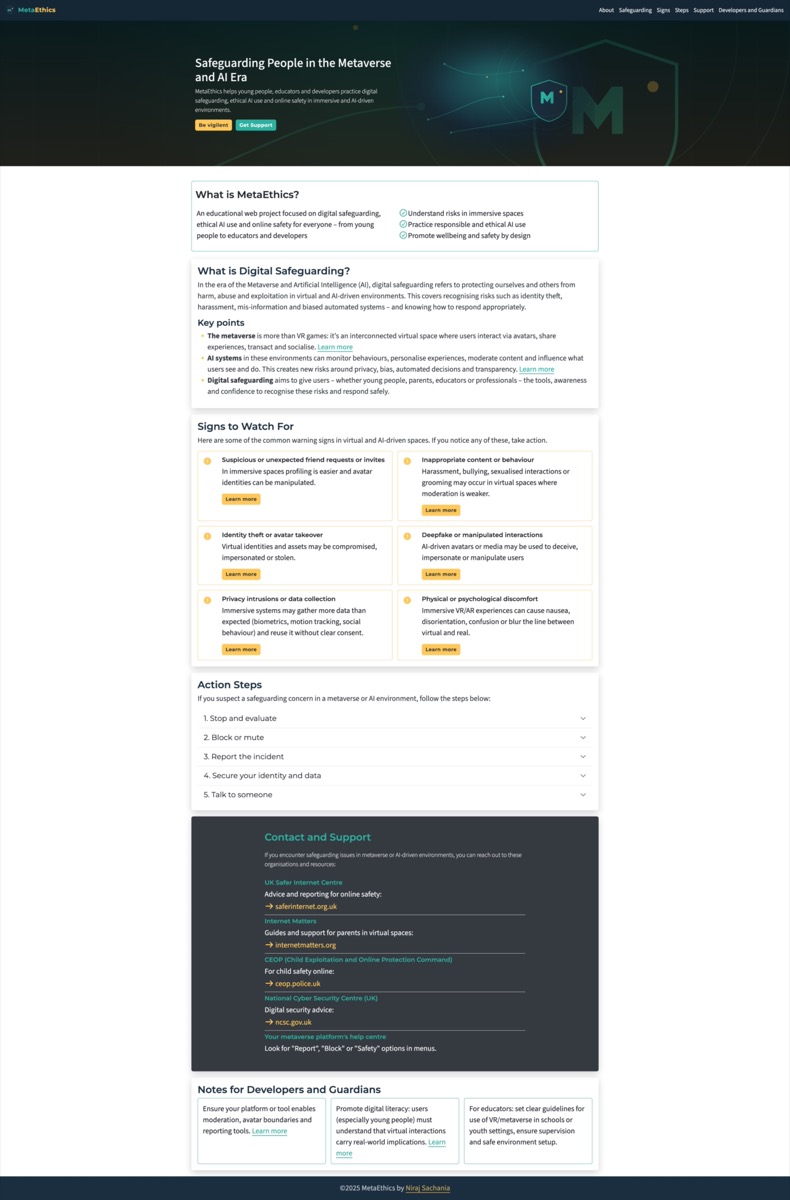 MetaEthics
About Safeguarding Signs Steps Support Developers and Guardians
Safeguarding People in the Metaverse
and AI Era
MetaEthics helps young people, educators and developers practice digital
safeguarding, ethical AI use and online safety in immersive and AI-driven
environments.
Be vigilent
Get Support
M
M
What is MetaEthics?
An educational web project focused on digital safeguarding,
ethical AI use and online safety for everyone – from young
people to educators and developers
Understand risks in immersive spaces
Practice responsible and ethical AI use
Promote wellbeing and safety by design
What is Digital Safeguarding?
In the era of the Metaverse and Artificial Intelligence (AI), digital safeguarding refers to protecting ourselves and others from
harm, abuse and exploitation in virtual and AI-driven environments. This covers recognising risks such as identity theft,
harassment, mis-information and biased automated systems – and knowing how to respond appropriately.
Key points
The metaverse is more than VR games: it's an interconnected virtual space where users interact via avatars, share
experiences, transact and socialise. Learn more
AI systems in these environments can monitor behaviours, personalise experiences, moderate content and influence what
users see and do. This creates new risks around privacy, bias, automated decisions and transparency. Learn more
Digital safeguarding aims to give users – whether young people, parents, educators or professionals – the tools, awareness
and confidence to recognise these risks and respond safely.
Signs to Watch For
Here are some of the common warning signs in virtual and AI-driven spaces. If you notice any of these, take action.
Suspicious or unexpected friend requests or invites
In immersive spaces profiling is easier and avatar
identities can be manipulated.
Learn more
Inappropriate content or behaviour
Harassment, bullying, sexualised interactions or
grooming may occur in virtual spaces where
moderation is weaker.
Learn more
Identity theft or avatar takeover
Virtual identities and assets may be compromised,
impersonated or stolen.
Learn more
Deepfake or manipulated interactions
AI-driven avatars or media may be used to deceive,
impersonate or manipulate users
Learn more
Privacy intrusions or data collection
Immersive systems may gather more data than
expected (biometrics, motion tracking, social
behaviour) and reuse it without clear consent.
Learn more
Physical or psychological discomfort
Immersive VR/AR experiences can cause nausea,
disorientation, confusion or blur the line between
virtual and real.
Learn more
Action Steps
If you suspect a safeguarding concern in a metaverse or AI environment, follow the steps below:
1. Stop and evaluate
2. Block or mute
3. Report the incident
4. Secure your identity and data
5. Talk to someone
Contact and Support
If you encounter safeguarding issues in metaverse or AI-driven environments, you can reach out to these
organisations and resources:
UK Safer Internet Centre
Advice and reporting for online safety:
→ saferinternet.org.uk
Internet Matters
Guides and support for parents in virtual spaces:
→ internetmatters.org
CEOP (Child Exploitation and Online Protection Command)
For child safety online:
→ ceop.police.uk
National Cyber Security Centre (UK)
Digital security advice:
→ ncsc.gov.uk
Your metaverse platform's help centre
Look for "Report", "Block" or "Safety" options in menus.
Notes for Developers and Guardians
Ensure your platform or tool enables
moderation, avatar boundaries and
reporting tools. Learn more
Promote digital literacy: users
(especially young people) must
understand that virtual interactions
carry real-world implications. Learn
more
For educators: set clear guidelines for
use of VR/metaverse in schools or
youth settings, ensure supervision
and safe environment setup.
©2025 MetaEthics by Niraj Sachania